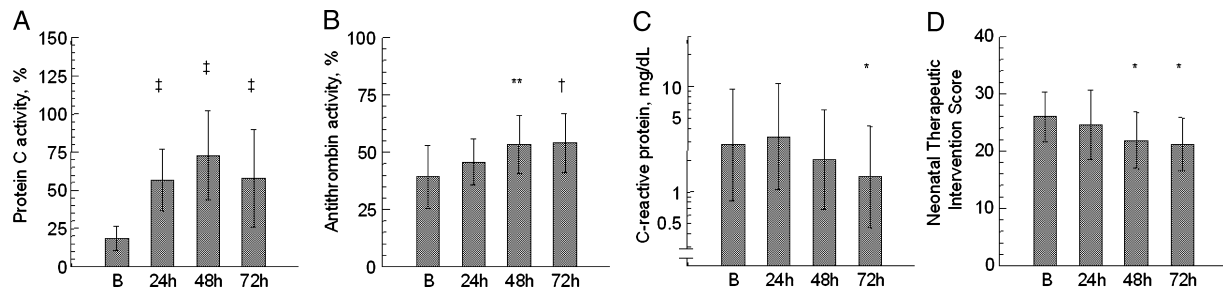 A
Protein C activity, %
150
125
100
75
50
25
0
‡
‡
‡
B 24h 48h 72h
B
Antithrombin activity, %
100
75
50
25
0
**
†
B 24h 48h 72h
C
C-reactive protein, mg/dL
10
5
1
0.5
*
B 24h 48h 72h
D
Neonatal Therapeutic
Intervention Score
40
30
20
10
0
* *
B 24h 48h 72h